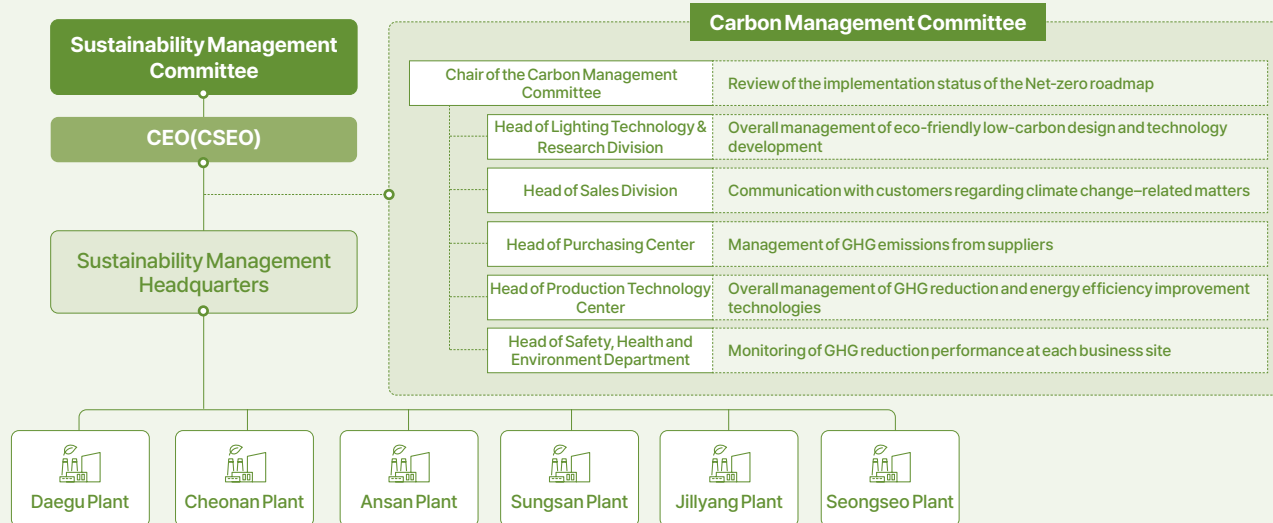 Sustainability Management
Committee
CEO(CSEO)
Sustainability Management
Headquarters
Carbon Management Committee
Chair of the Carbon Management
Committee
Review of the implementation status of the Net-zero roadmap
Head of Lighting Technology &
Research Division
Overall management of eco-friendly low-carbon design and technology
development
Head of Sales Division
Communication with customers regarding climate change–related matters
Head of Purchasing Center
Management of GHG emissions from suppliers
Head of Production Technology
Center
Overall management of GHG reduction and energy efficiency improvement
technologies
Head of Safety, Health and
Environment Department
Monitoring of GHG reduction performance at each business site
Daegu Plant
Cheonan Plant
Ansan Plant
Sungsan Plant
Jillyang Plant
Seongseo Plant